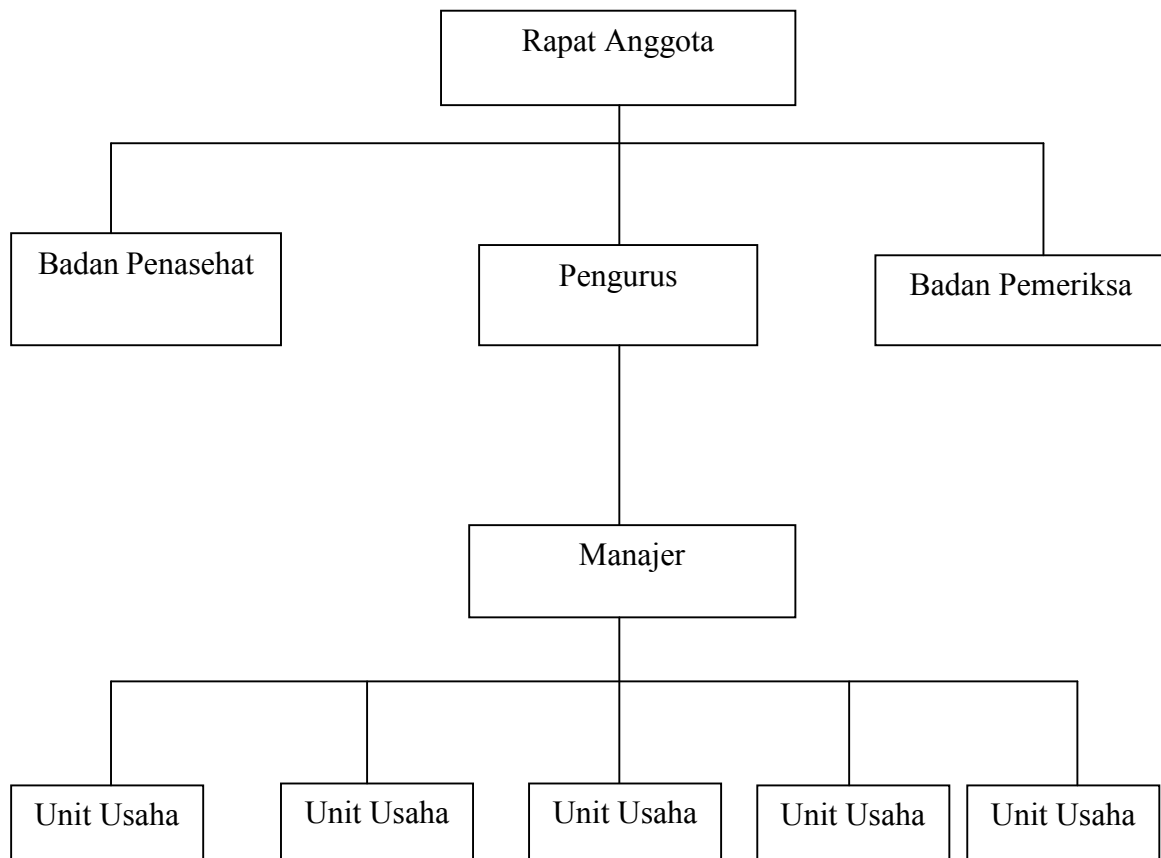 Rapat Anggota
Badan Penasehat
Pengurus
Badan Pemeriksa
Manajer
Unit Usaha
Unit Usaha
Unit Usaha
Unit Usaha
Unit Usaha